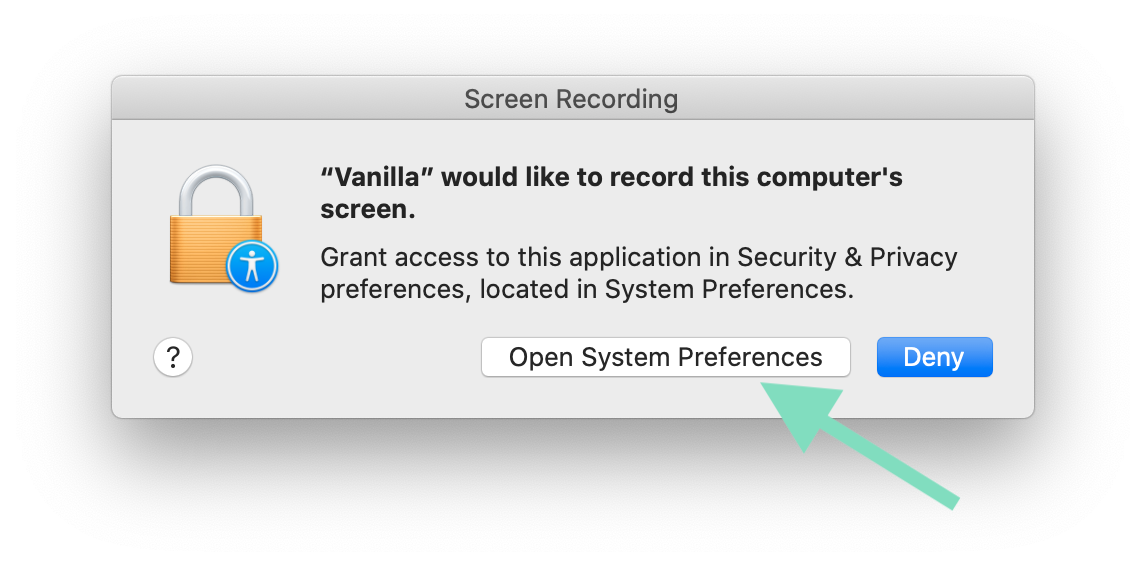 Screen Recording
“Vanilla” would like to record this computer's
screen.
Grant access to this application in Security & Privacy
preferences, located in System Preferences.
?
Open System Preferences
Deny